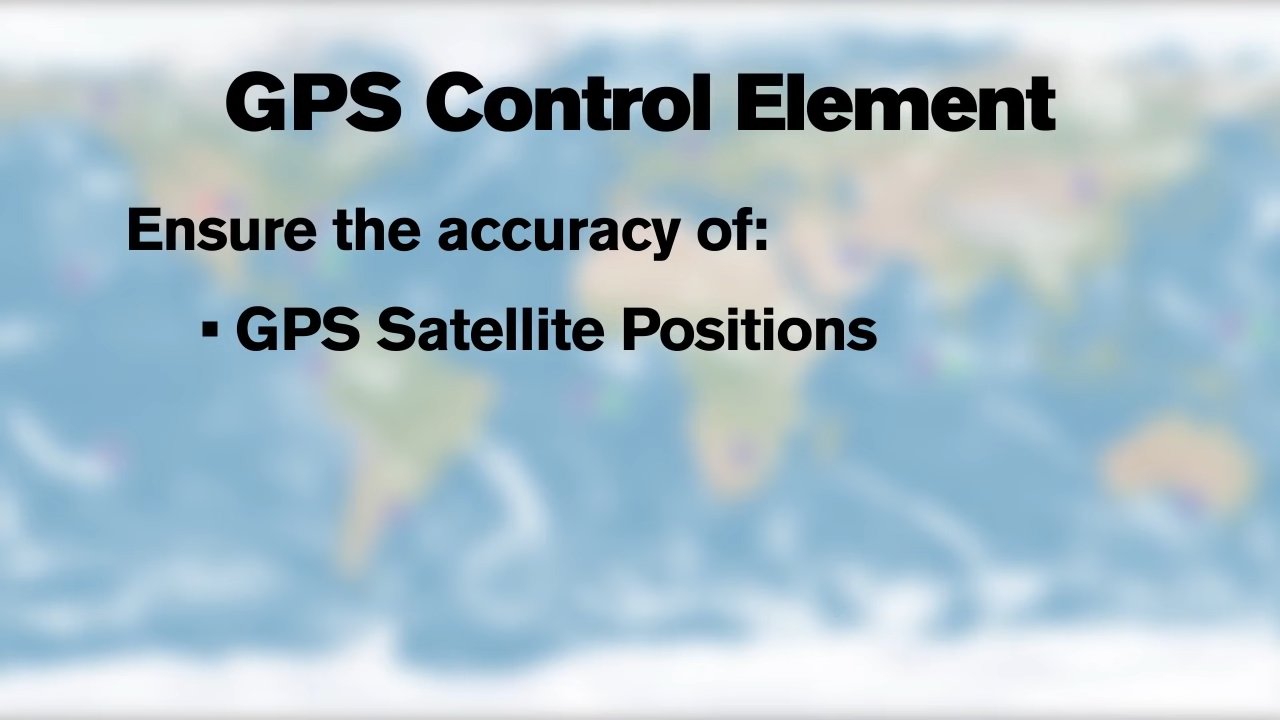 GPS Control Element
Ensure the accuracy of:
▪ GPS Satellite Positions